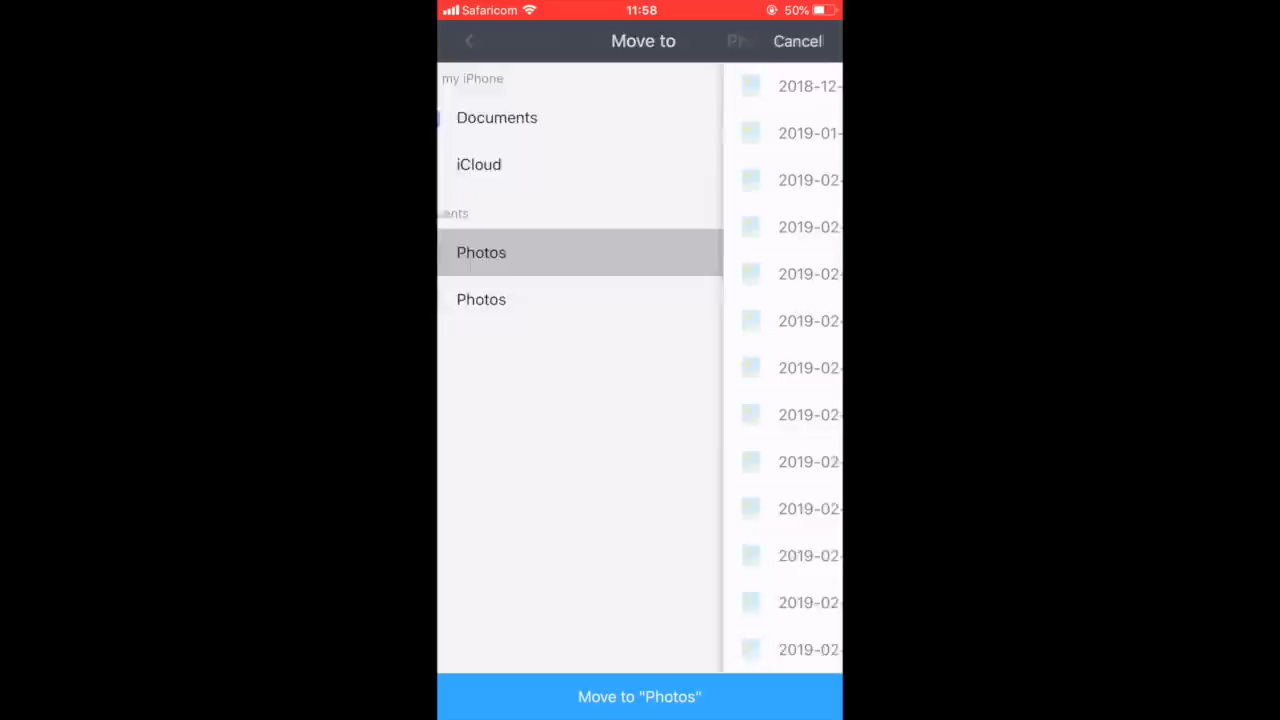 Safaricom 11:58 50%
Move to Ph Cancel
my iPhone
Documents
iCloud
ents
Photos
Photos
2018-12-
2019-01-
2019-02-
2019-02-
2019-02-
2019-02-
2019-02-
2019-02-
2019-02-
2019-02-
2019-02-
2019-02-
2019-02-
Move to "Photos"